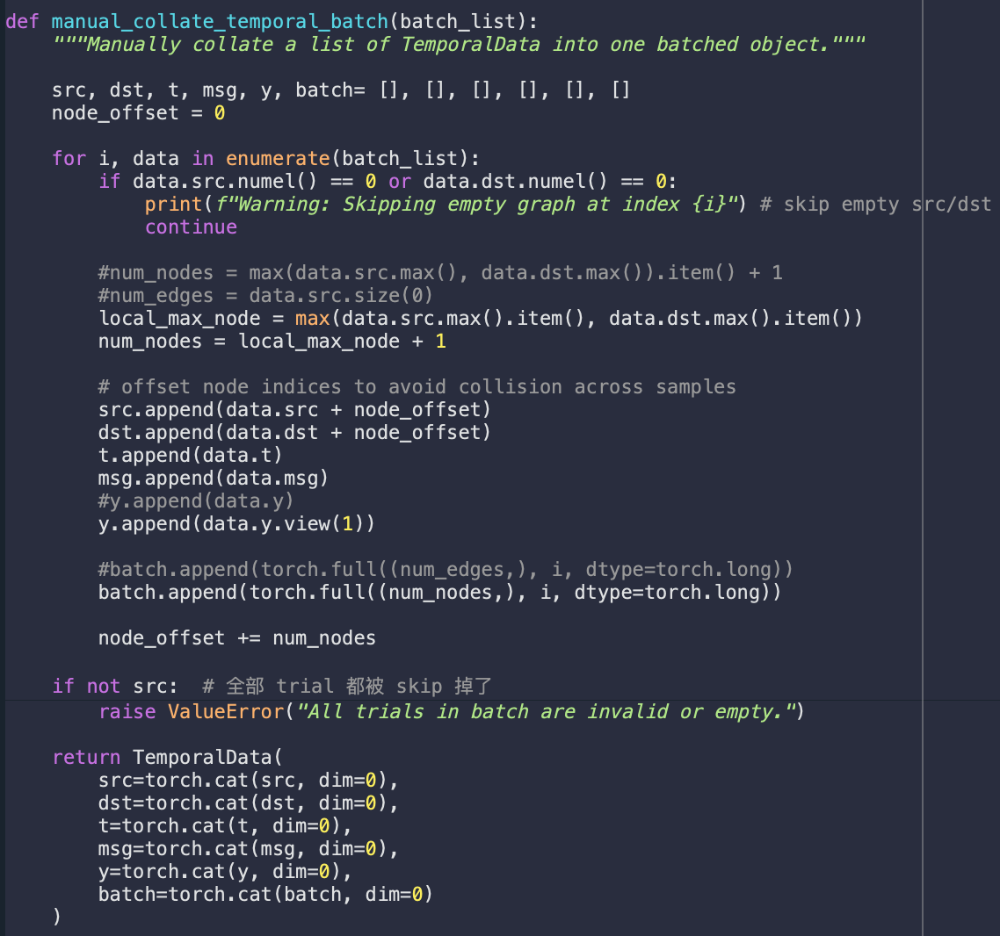 def manual_collate_temporal_batch(batch_list):
    """Manually collate a list of TemporalData into one batched object."""

    src, dst, t, msg, y, batch= [], [], [], [], [], []
    node_offset = 0

    for i, data in enumerate(batch_list):
        if data.src.numel() == 0 or data.dst.numel() == 0:
            print(f"Warning: Skipping empty graph at index {i}") # skip empty src/dst
            continue

        #num_nodes = max(data.src.max(), data.dst.max()).item() + 1
        #num_edges = data.src.size(0)
        local_max_node = max(data.src.max().item(), data.dst.max().item())
        num_nodes = local_max_node + 1

        # offset node indices to avoid collision across samples
        src.append(data.src + node_offset)
        dst.append(data.dst + node_offset)
        t.append(data.t)
        msg.append(data.msg)
        #y.append(data.y)
        y.append(data.y.view(1))

        #batch.append(torch.full((num_edges,), i, dtype=torch.long))
        batch.append(torch.full((num_nodes,), i, dtype=torch.long))

        node_offset += num_nodes

    if not src:  # 全部 trial 都被 skip 掉了
        raise ValueError("All trials in batch are invalid or empty.")

    return TemporalData(
        src=torch.cat(src, dim=0),
        dst=torch.cat(dst, dim=0),
        t=torch.cat(t, dim=0),
        msg=torch.cat(msg, dim=0),
        y=torch.cat(y, dim=0),
        batch=torch.cat(batch, dim=0)
    )